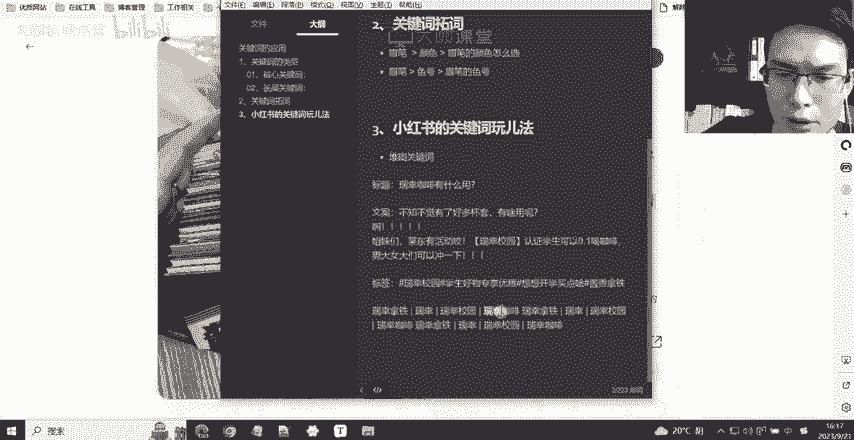 优质网站
在线工具
博客管理
工作相关
文件(F) 编辑(E) 段落(P) 格式(O) 视图(V) 主题(T) 帮助(H)
文件
大纲
关键词的应用
1、关键词的类型
01、核心关键词：
02、长尾关键词：
2、关键词拓词
3、小红书的关键词玩儿法
2、关键词拓词
眉笔 > 颜色 > 眉笔的颜色怎么选
眉笔 > 色号 > 眉笔的色号
3、小红书的关键词玩儿法
堆砌关键词
标题：瑞幸咖啡有什么用？
文案：不知不觉有了好多杯套，有啥用呢？
啊！！！！！
姐妹们，某东有活动哎！【瑞幸校园】认证学生可以0.1喝咖啡，
男大女大们可以冲一下！！！
标签：#瑞幸校园#学生好物专享优惠#想想开学买点啥#酱香拿铁
瑞幸拿铁 | 瑞幸 | 瑞幸校园 | 瑞幸咖啡 瑞幸拿铁 | 瑞幸 | 瑞幸校园
| 瑞幸咖啡 瑞幸拿铁 | 瑞幸 | 瑞幸校园 | 瑞幸咖啡
搜索
20°C 阴
中
16:17
2023/9/21